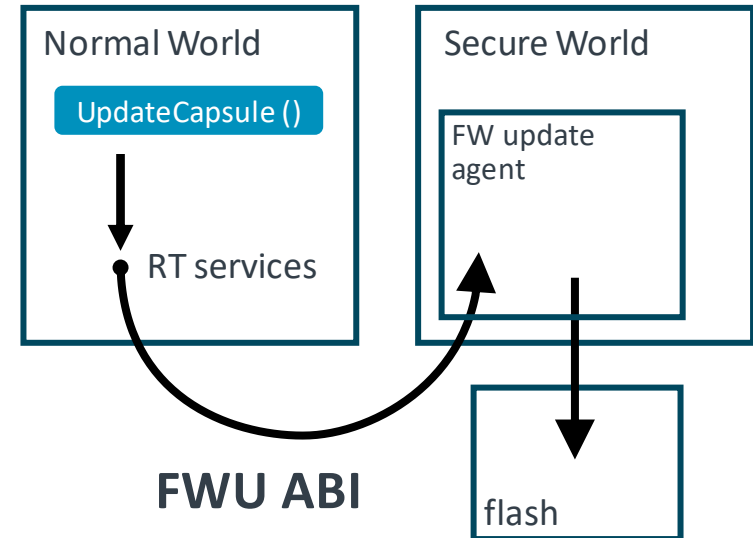 Normal World
UpdateCapsule ()
RT services
Secure World
FW update
agent
FWU ABI
flash